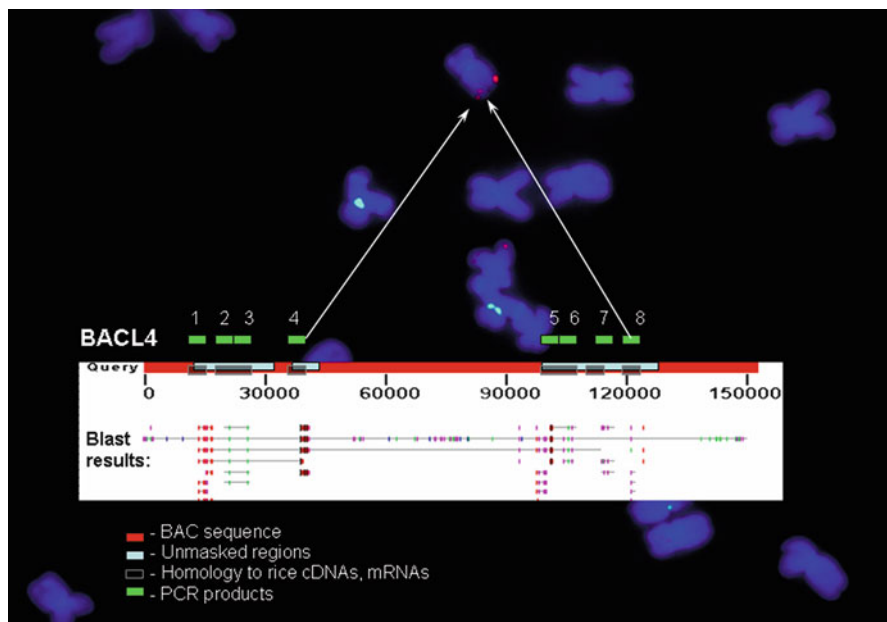 1 2 3 4 5 6 7 8
BACL4
Query
0 30000 60000 90000 120000 150000
Blast
results:
- BAC sequence
- Unmasked regions
- Homology to rice cDNAs, mRNAs
- PCR products